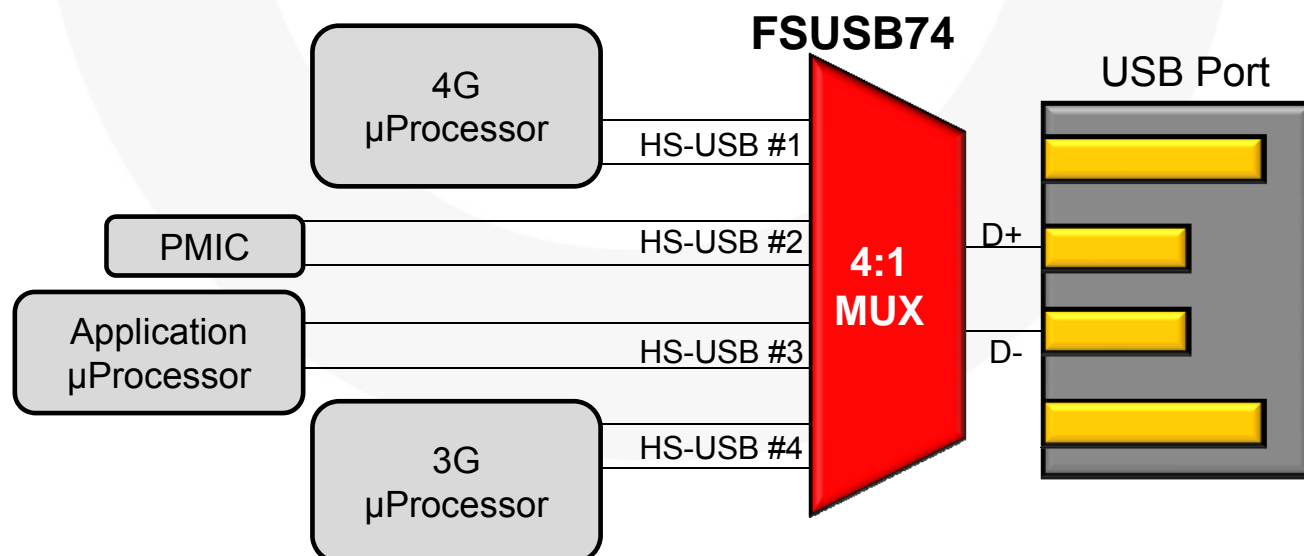 FSUSB74
USB Port
4G
µProcessor
HS-USB #1
PMIC
HS-USB #2
D+
4:1
MUX
Application
µProcessor
HS-USB #3
D-
3G
µProcessor
HS-USB #4